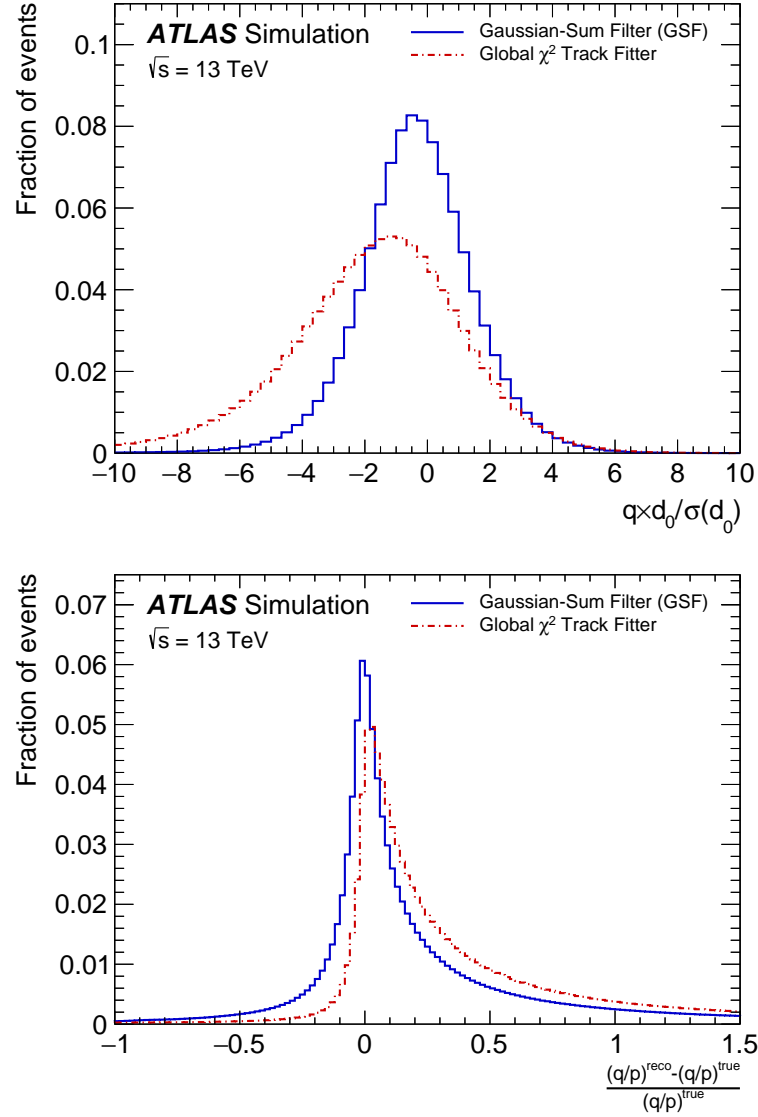 Fraction of events
0.1
0.08
0.06
0.04
0.02
0
ATLAS Simulation
√s = 13 TeV
Gaussian-Sum Filter (GSF)
Global χ² Track Fitter
−10 −8 −6 −4 −2 0 2 4 6 8 10
q×d₀/σ(d₀)
Fraction of events
0.07
0.06
0.05
0.04
0.03
0.02
0.01
0
ATLAS Simulation
√s = 13 TeV
Gaussian-Sum Filter (GSF)
Global χ² Track Fitter
−1 −0.5 0 0.5 1 1.5
(q/p)^reco-(q/p)^true
(q/p)^true